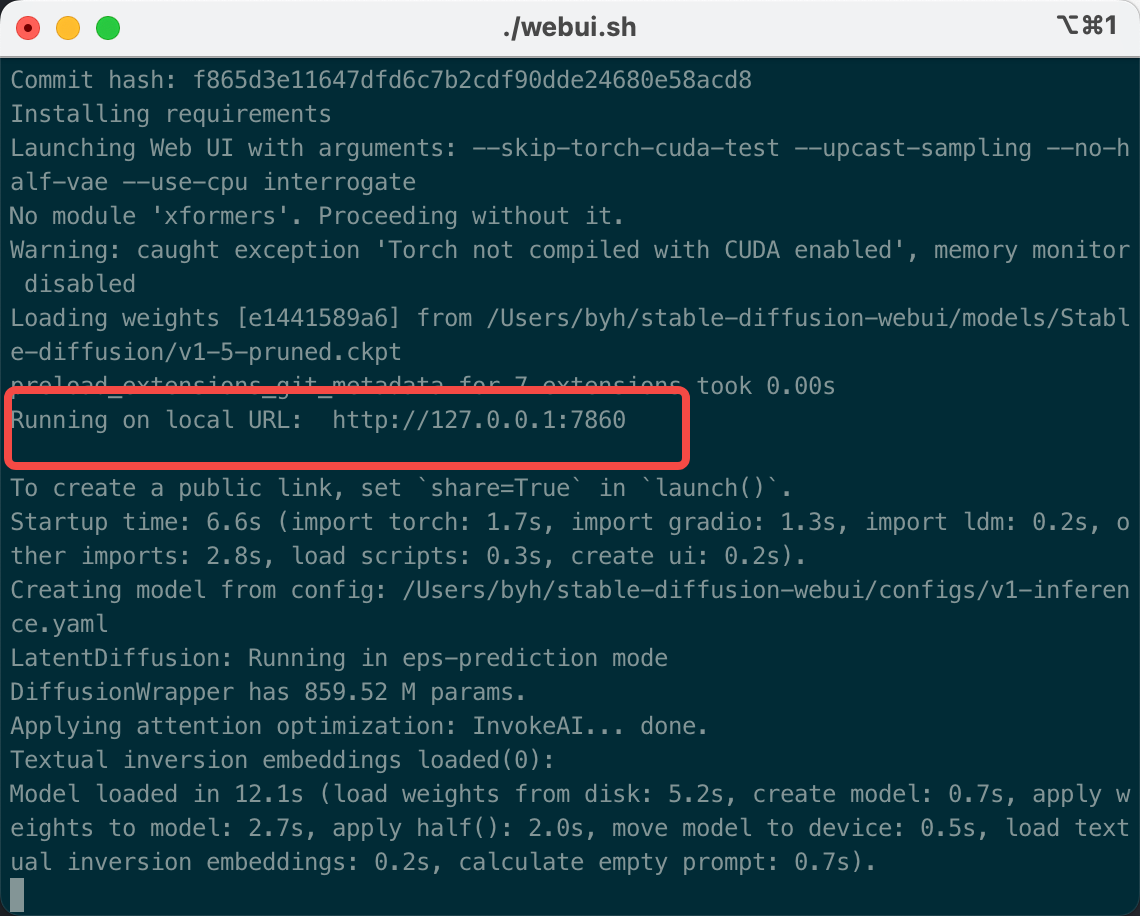 ./webui.sh
⌥⌘1
Commit hash: f865d3e11647dfd6c7b2cdf90dde24680e58acd8
Installing requirements
Launching Web UI with arguments: --skip-torch-cuda-test --upcast-sampling --no-h
alf-vae --use-cpu interrogate
No module 'xformers'. Proceeding without it.
Warning: caught exception 'Torch not compiled with CUDA enabled', memory monitor
 disabled
Loading weights [e1441589a6] from /Users/byh/stable-diffusion-webui/models/Stabl
e-diffusion/v1-5-pruned.ckpt
preload_extensions_git_metadata for 7 extensions took 0.00s
Running on local URL:  http://127.0.0.1:7860
To create a public link, set `share=True` in `launch()`.
Startup time: 6.6s (import torch: 1.7s, import gradio: 1.3s, import ldm: 0.2s, o
ther imports: 2.8s, load scripts: 0.3s, create ui: 0.2s).
Creating model from config: /Users/byh/stable-diffusion-webui/configs/v1-inferen
ce.yaml
LatentDiffusion: Running in eps-prediction mode
DiffusionWrapper has 859.52 M params.
Applying attention optimization: InvokeAI... done.
Textual inversion embeddings loaded(0):
Model loaded in 12.1s (load weights from disk: 5.2s, create model: 0.7s, apply w
eights to model: 2.7s, apply half(): 2.0s, move model to device: 0.5s, load text
ual inversion embeddings: 0.2s, calculate empty prompt: 0.7s).